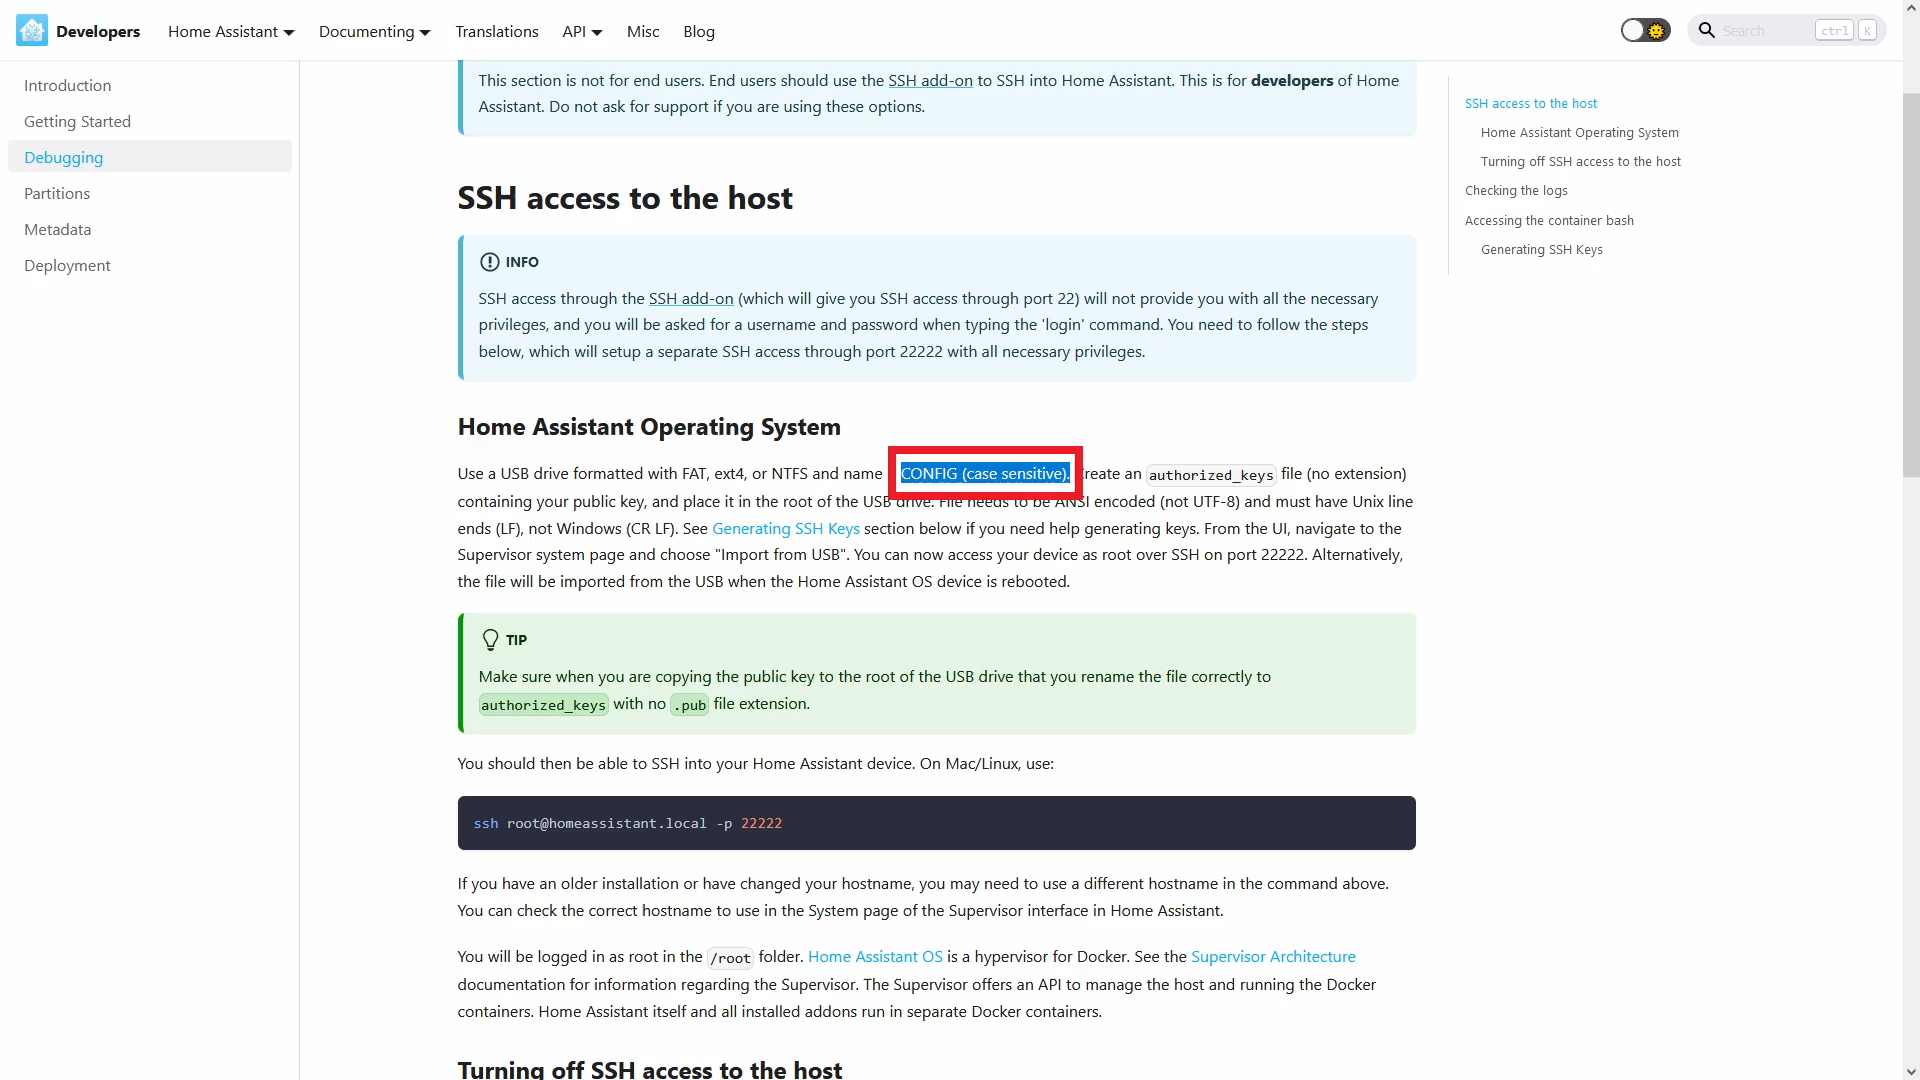 Developers
Home Assistant
Documenting
Translations
API
Misc
Blog
Search
ctrl
K
Introduction
Getting Started
Debugging
Partitions
Metadata
Deployment
This section is not for end users. End users should use the SSH add-on to SSH into Home Assistant. This is for developers of Home
Assistant. Do not ask for support if you are using these options.
SSH access to the host
INFO
SSH access through the SSH add-on (which will give you SSH access through port 22) will not provide you with all the necessary
privileges, and you will be asked for a username and password when typing the 'login' command. You need to follow the steps
below, which will setup a separate SSH access through port 22222 with all necessary privileges.
Home Assistant Operating System
Use a USB drive formatted with FAT, ext4, or NTFS and name CONFIG (case sensitive). reate an authorized_keys file (no extension)
containing your public key, and place it in the root of the USB drive. File needs to be ANSI encoded (not UTF-8) and must have Unix line
ends (LF), not Windows (CR LF). See Generating SSH Keys section below if you need help generating keys. From the UI, navigate to the
Supervisor system page and choose "Import from USB". You can now access your device as root over SSH on port 22222. Alternatively,
the file will be imported from the USB when the Home Assistant OS device is rebooted.
TIP
Make sure when you are copying the public key to the root of the USB drive that you rename the file correctly to
authorized_keys with no .pub file extension.
You should then be able to SSH into your Home Assistant device. On Mac/Linux, use:
ssh root@homeassistant.local -p 22222
If you have an older installation or have changed your hostname, you may need to use a different hostname in the command above.
You can check the correct hostname to use in the System page of the Supervisor interface in Home Assistant.
You will be logged in as root in the /root folder. Home Assistant OS is a hypervisor for Docker. See the Supervisor Architecture
documentation for information regarding the Supervisor. The Supervisor offers an API to manage the host and running the Docker
containers. Home Assistant itself and all installed addons run in separate Docker containers.
Turning off SSH access to the host
SSH access to the host
Home Assistant Operating System
Turning off SSH access to the host
Checking the logs
Accessing the container bash
Generating SSH Keys